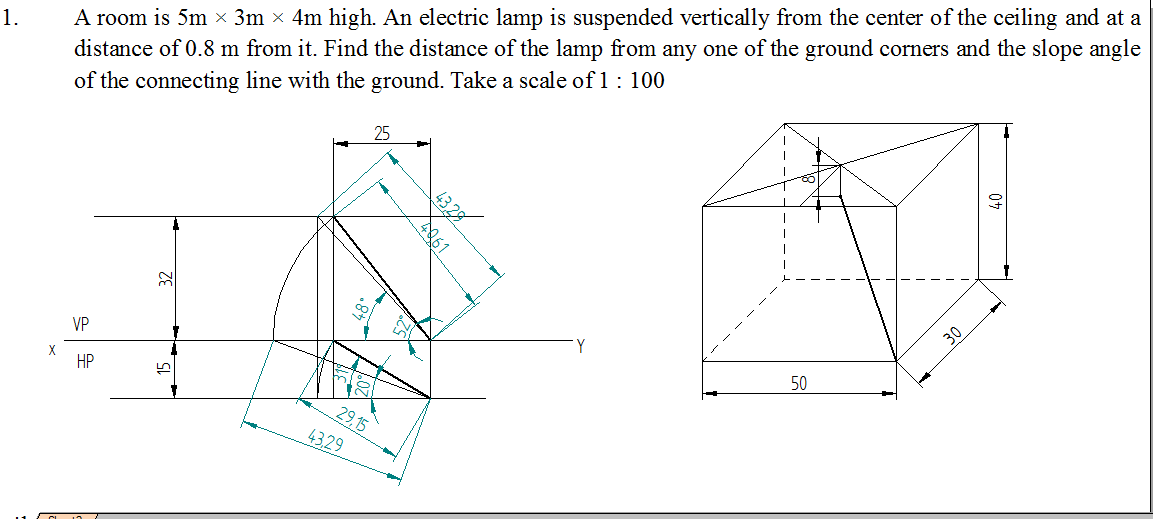 1. A room is 5m × 3m × 4m high. An electric lamp is suspended vertically from the center of the ceiling and at a
distance of 0.8 m from it. Find the distance of the lamp from any one of the ground corners and the slope angle
of the connecting line with the ground. Take a scale of 1 : 100
25
43,29
40,61
32
48°
52°
VP
X
Y
HP
15
31°
20°
29,15
43,29
8
40
30
50